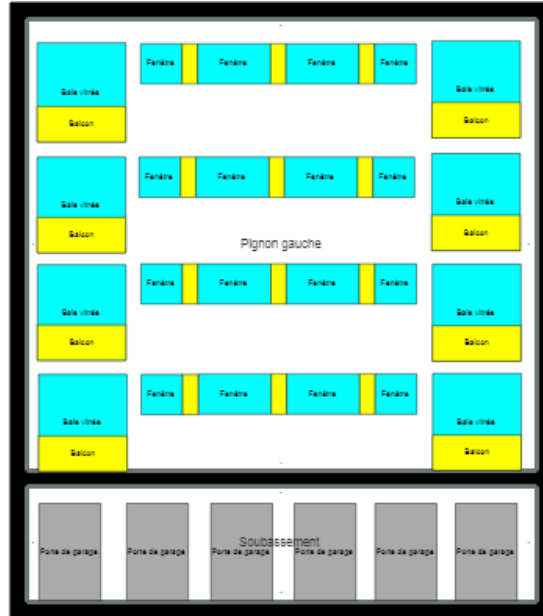 Fenêtre Fenêtre Fenêtre Fenêtre
Baie vitrée Baie vitrée
Balcon Balcon
Fenêtre Fenêtre Fenêtre Fenêtre
Baie vitrée Baie vitrée
Balcon Balcon
Pignon gauche
Fenêtre Fenêtre Fenêtre Fenêtre
Baie vitrée Baie vitrée
Balcon Balcon
Fenêtre Fenêtre Fenêtre Fenêtre
Baie vitrée Baie vitrée
Balcon Balcon
Soubassement
Porte de garage Porte de garage Porte de garage Porte de garage Porte de garage Porte de garage